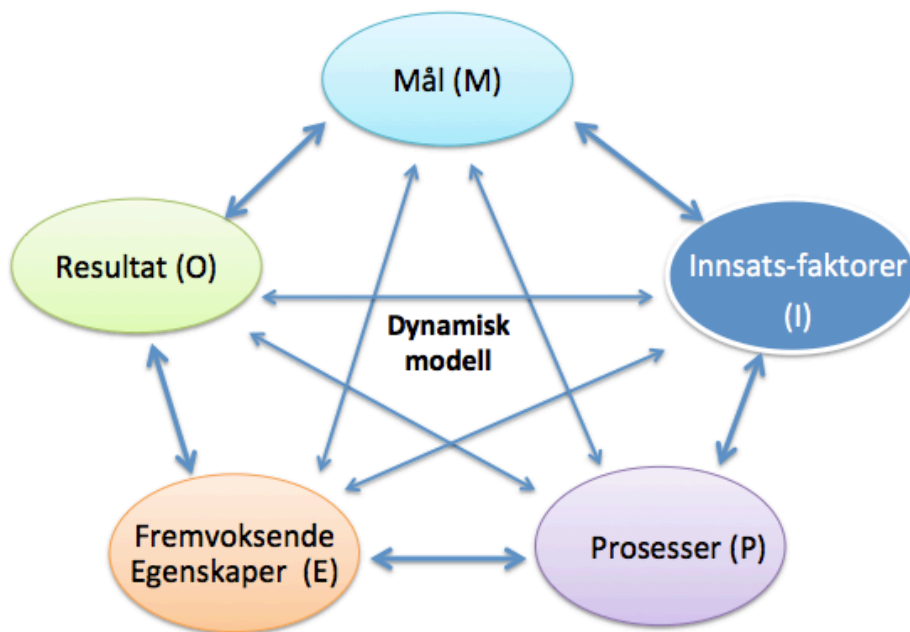 Mål (M)
Resultat (O)
Innsats-faktorer
(I)
Dynamisk
modell
Fremvoksende
Egenskaper (E)
Prosesser (P)